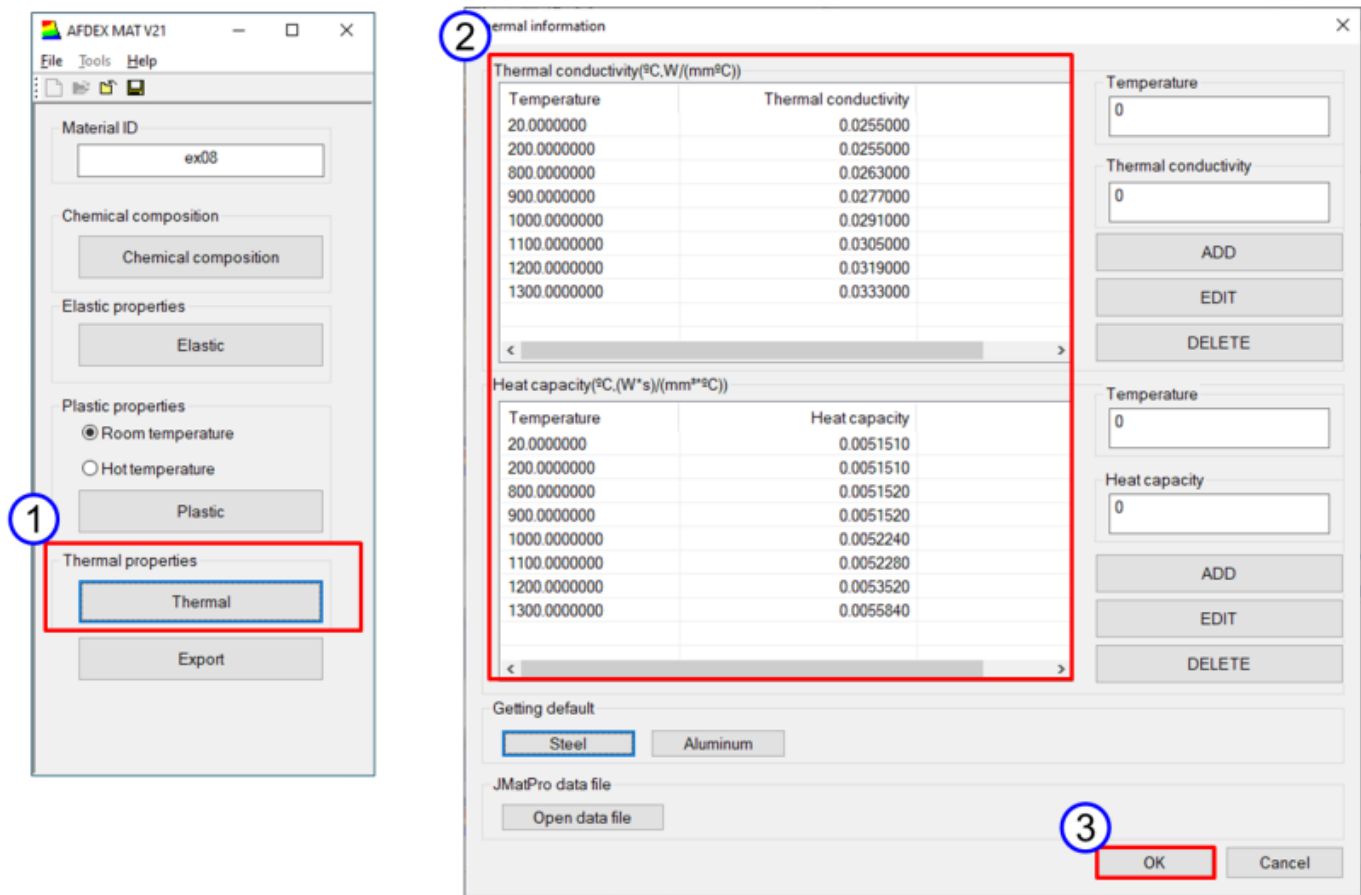 AFDEX MAT V21
File Tools Help
Material ID
ex08
Chemical composition
Chemical composition
Elastic properties
Elastic
Plastic properties
Room temperature
Hot temperature
Plastic
1
Thermal properties
Thermal
Export
2
ermal information
Thermal conductivity(ºC,W/(mmºC))
Temperature Thermal conductivity
20.0000000 0.0255000
200.0000000 0.0255000
800.0000000 0.0263000
900.0000000 0.0277000
1000.0000000 0.0291000
1100.0000000 0.0305000
1200.0000000 0.0319000
1300.0000000 0.0333000
Temperature
0
Thermal conductivity
0
ADD
EDIT
DELETE
Heat capacity(ºC,(W*s)/(mm³*ºC))
Temperature Heat capacity
20.0000000 0.0051510
200.0000000 0.0051510
800.0000000 0.0051520
900.0000000 0.0051520
1000.0000000 0.0052240
1100.0000000 0.0052280
1200.0000000 0.0053520
1300.0000000 0.0055840
Temperature
0
Heat capacity
0
ADD
EDIT
DELETE
Getting default
Steel Aluminum
JMatPro data file
Open data file
3
OK Cancel